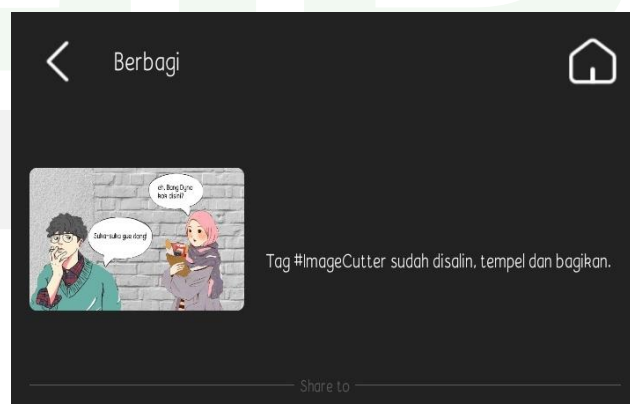 Berbagi
eh, Bang Dyno
kok disini?
Suka-suka gue dong!
Tag #ImageCutter sudah disalin, tempel dan bagikan.
Share to